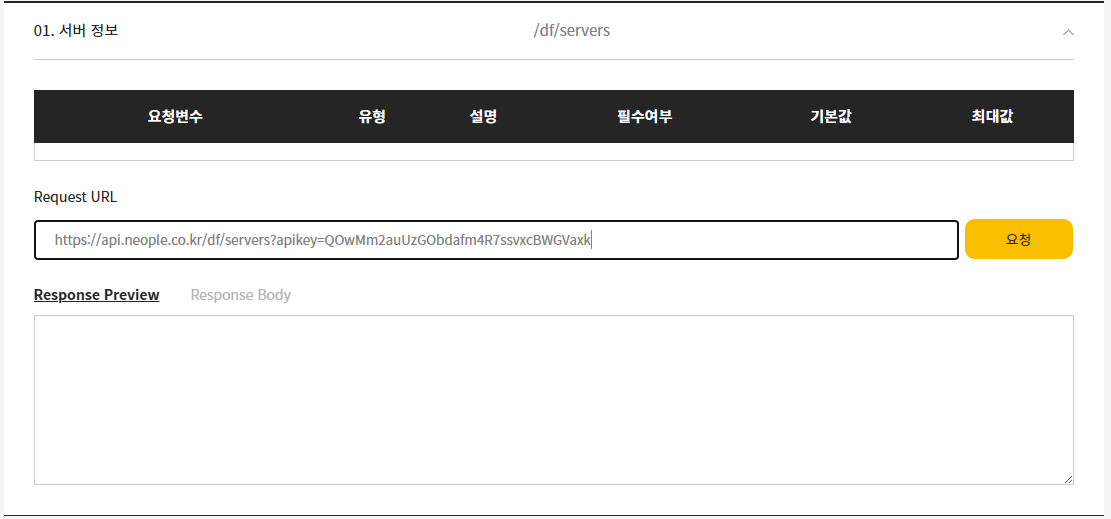 01. 서버 정보 /df/servers
요청변수 유형 설명 필수여부 기본값 최대값
Request URL
https://api.neople.co.kr/df/servers?apikey=QOwMm2auUzGObdafm4R7ssvxcBWGVaxk 요청
Response Preview Response Body